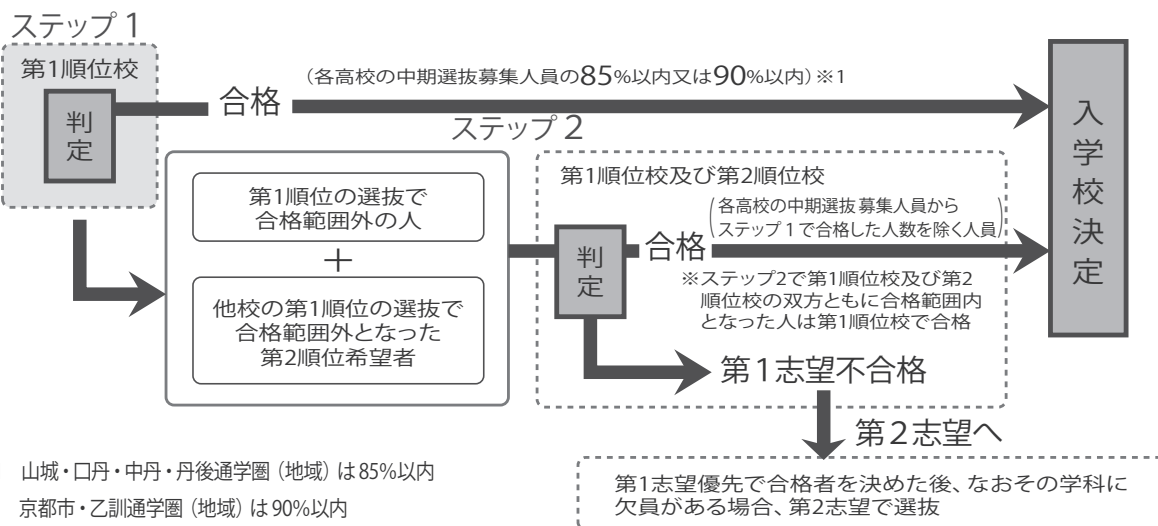 ステップ 1
第1順位校
判定
合格
（各高校の中期選抜募集人員の85%以内又は90%以内）※1
ステップ 2
第1順位の選抜で
合格範囲外の人
＋
他校の第1順位の選抜で
合格範囲外となった
第2順位希望者
第1順位校及び第2順位校
判定
合格
（各高校の中期選抜募集人員から
ステップ1で合格した人数を除く人員）
※ステップ2で第1順位校及び第2
順位校の双方ともに合格範囲内
となった人は第1順位校で合格
第1志望不合格
入学校決定
第2志望へ
第1志望優先で合格者を決めた後、なおその学科に
欠員がある場合、第2志望で選抜
山城・口丹・中丹・丹後通学圏（地域）は85%以内
京都市・乙訓通学圏（地域）は90%以内